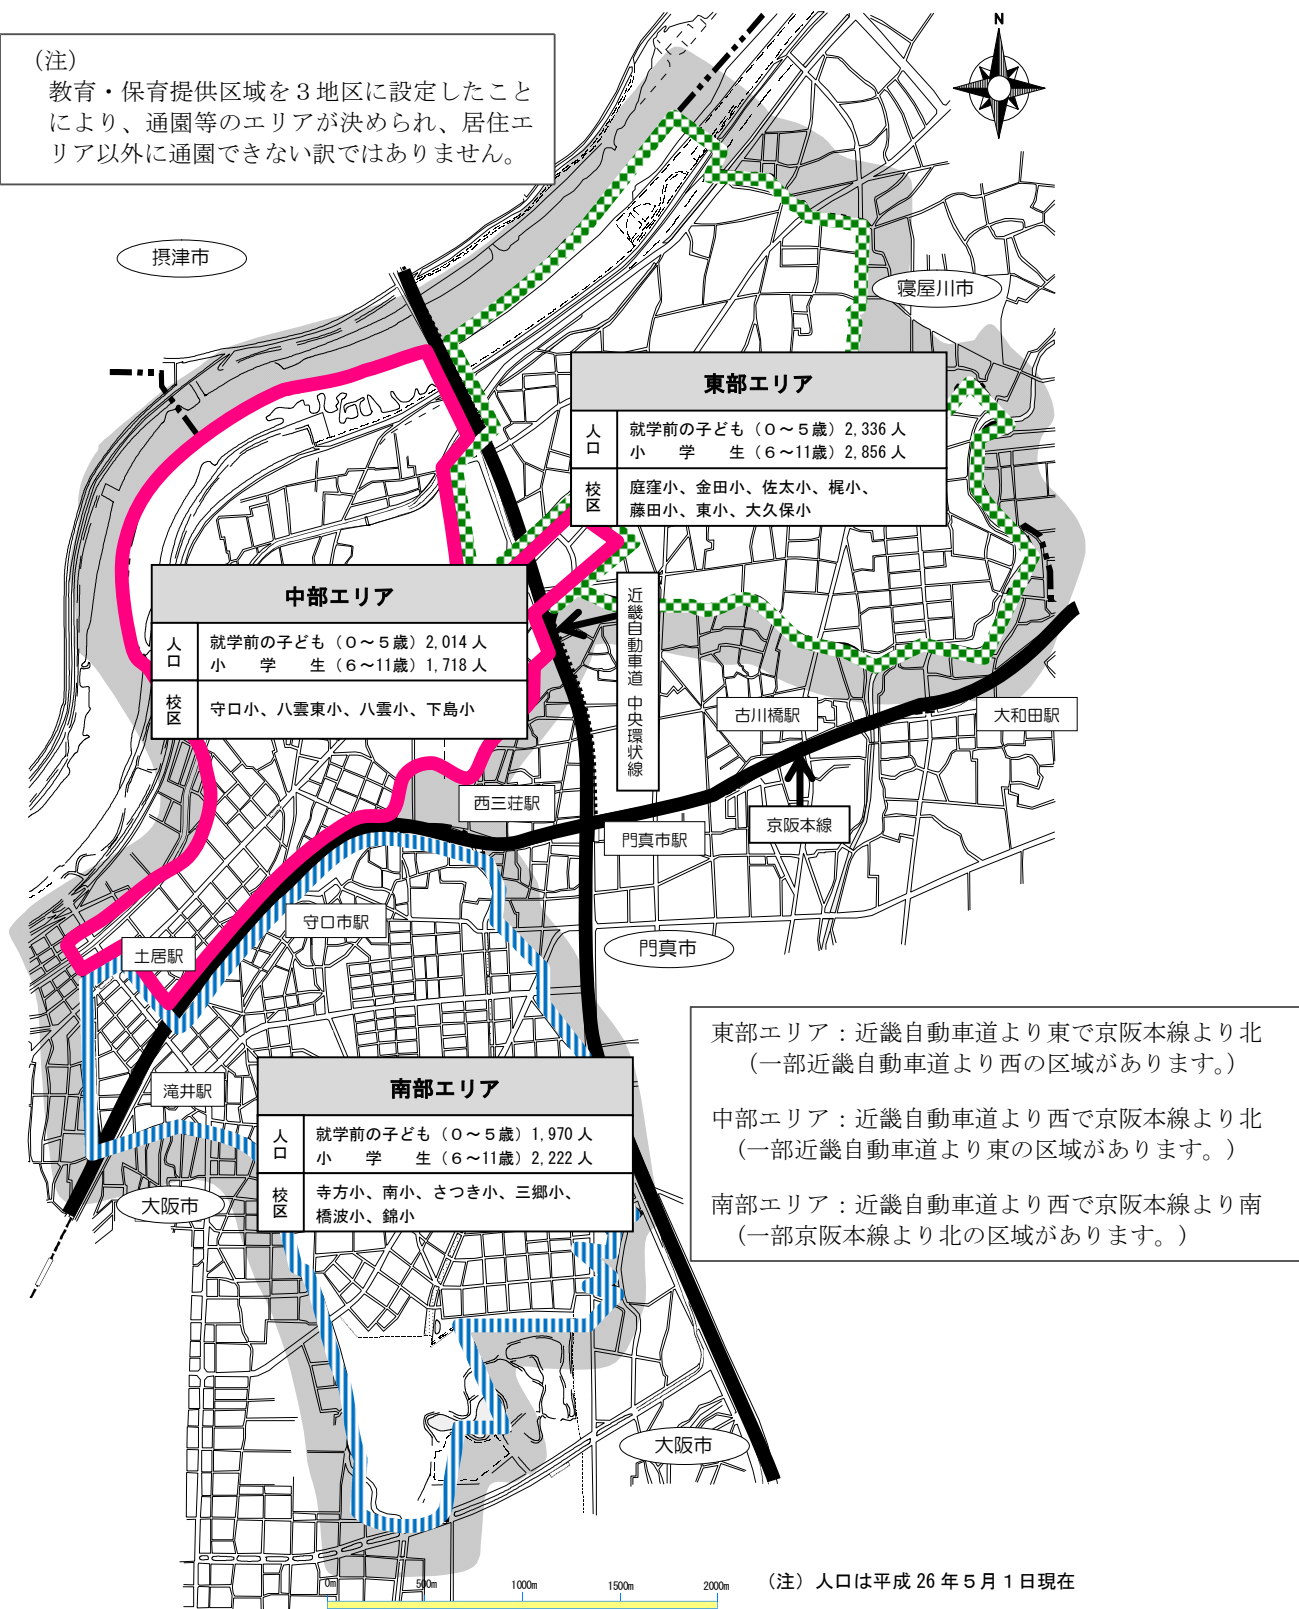 N
（注）
教育・保育提供区域を３地区に設定したこと
により、通園等のエリアが決められ、居住エ
リア以外に通園できない訳ではありません。
摂津市
寝屋川市
東部エリア
人口
就学前の子ども（０～５歳）2,336 人
小　学　生（６～11歳）2,856 人
校区
庭窪小、金田小、佐太小、梶小、
藤田小、東小、大久保小
中部エリア
人口
就学前の子ども（０～５歳）2,014 人
小　学　生（６～11歳）1,718 人
校区
守口小、八雲東小、八雲小、下島小
近畿自動車道 中央環状線
古川橋駅
大和田駅
西三荘駅
門真市駅
京阪本線
守口市駅
土居駅
門真市
滝井駅
南部エリア
人口
就学前の子ども（０～５歳）1,970 人
小　学　生（６～11歳）2,222 人
校区
寺方小、南小、さつき小、三郷小、
橋波小、錦小
大阪市
東部エリア：近畿自動車道より東で京阪本線より北
（一部近畿自動車道より西の区域があります。）
中部エリア：近畿自動車道より西で京阪本線より北
（一部近畿自動車道より東の区域があります。）
南部エリア：近畿自動車道より西で京阪本線より南
（一部京阪本線より北の区域があります。）
大阪市
0m 500m 1000m 1500m 2000m
（注）人口は平成 26 年５月１日現在